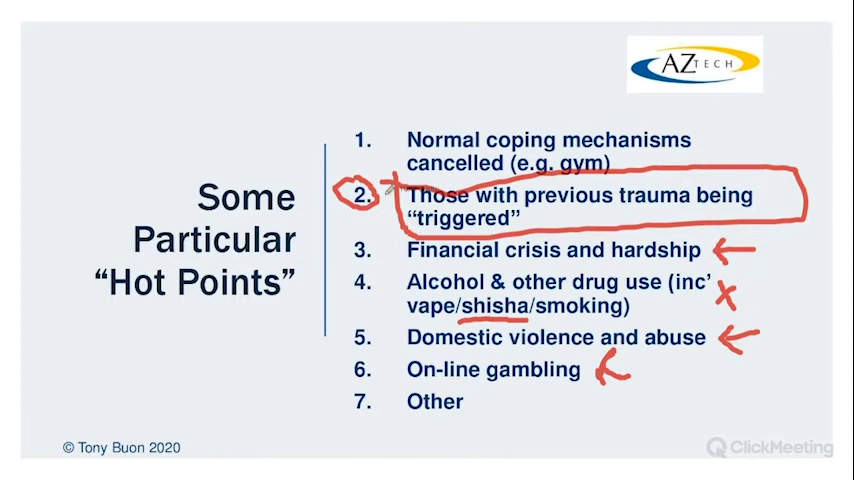 AZTECH
Some
Particular
“Hot Points”
1. Normal coping mechanisms
cancelled (e.g. gym)
2. Those with previous trauma being
“triggered”
3. Financial crisis and hardship
4. Alcohol & other drug use (inc’
vape/shisha/smoking)
5. Domestic violence and abuse
6. On-line gambling
7. Other
© Tony Buon 2020
ClickMeeting